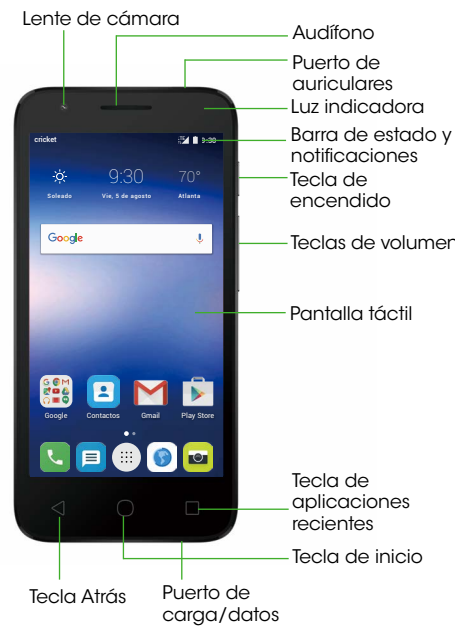 Lente de cámara
Audífono
Puerto de
auriculares
Luz indicadora
Barra de estado y
notificaciones
Tecla de
encendido
Teclas de volumen
Pantalla táctil
Tecla de
aplicaciones
recientes
Tecla de inicio
Puerto de
carga/datos
Tecla Atrás
cricket
9:30
9:30
70°
Soleado
Vie, 5 de agosto
Atlanta
Google
Google
Contactos
Gmail
Play Store